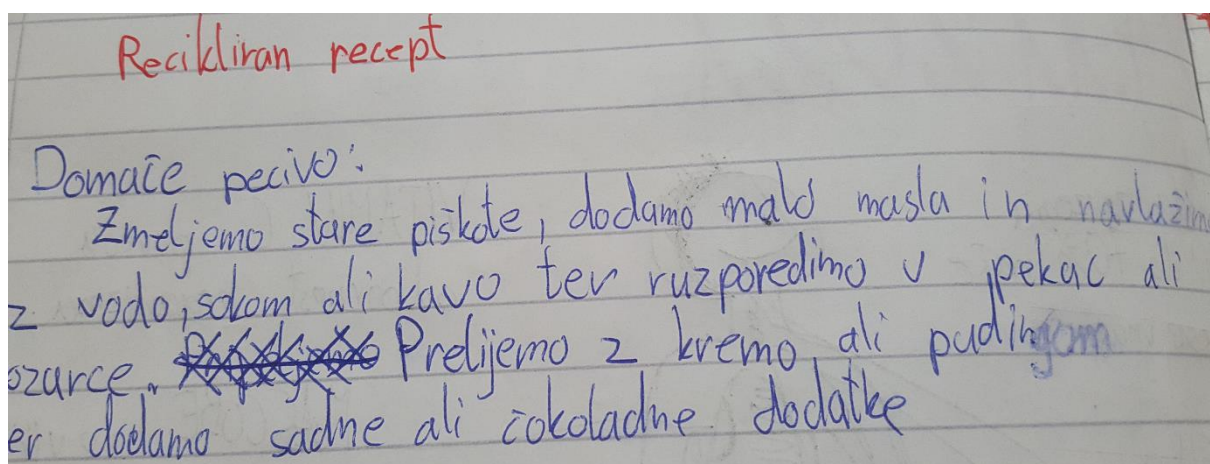 Recikliran recept
Domače pecivo:
Zmeljemo stare piškote, dodamo malo masla in navlažim
z vodo, sokom ali kavo ter razporedimo v pekač ali
ozarce. Prelijemo z kremo ali pudingom
er dodamo sadne ali čokoladne dodatke